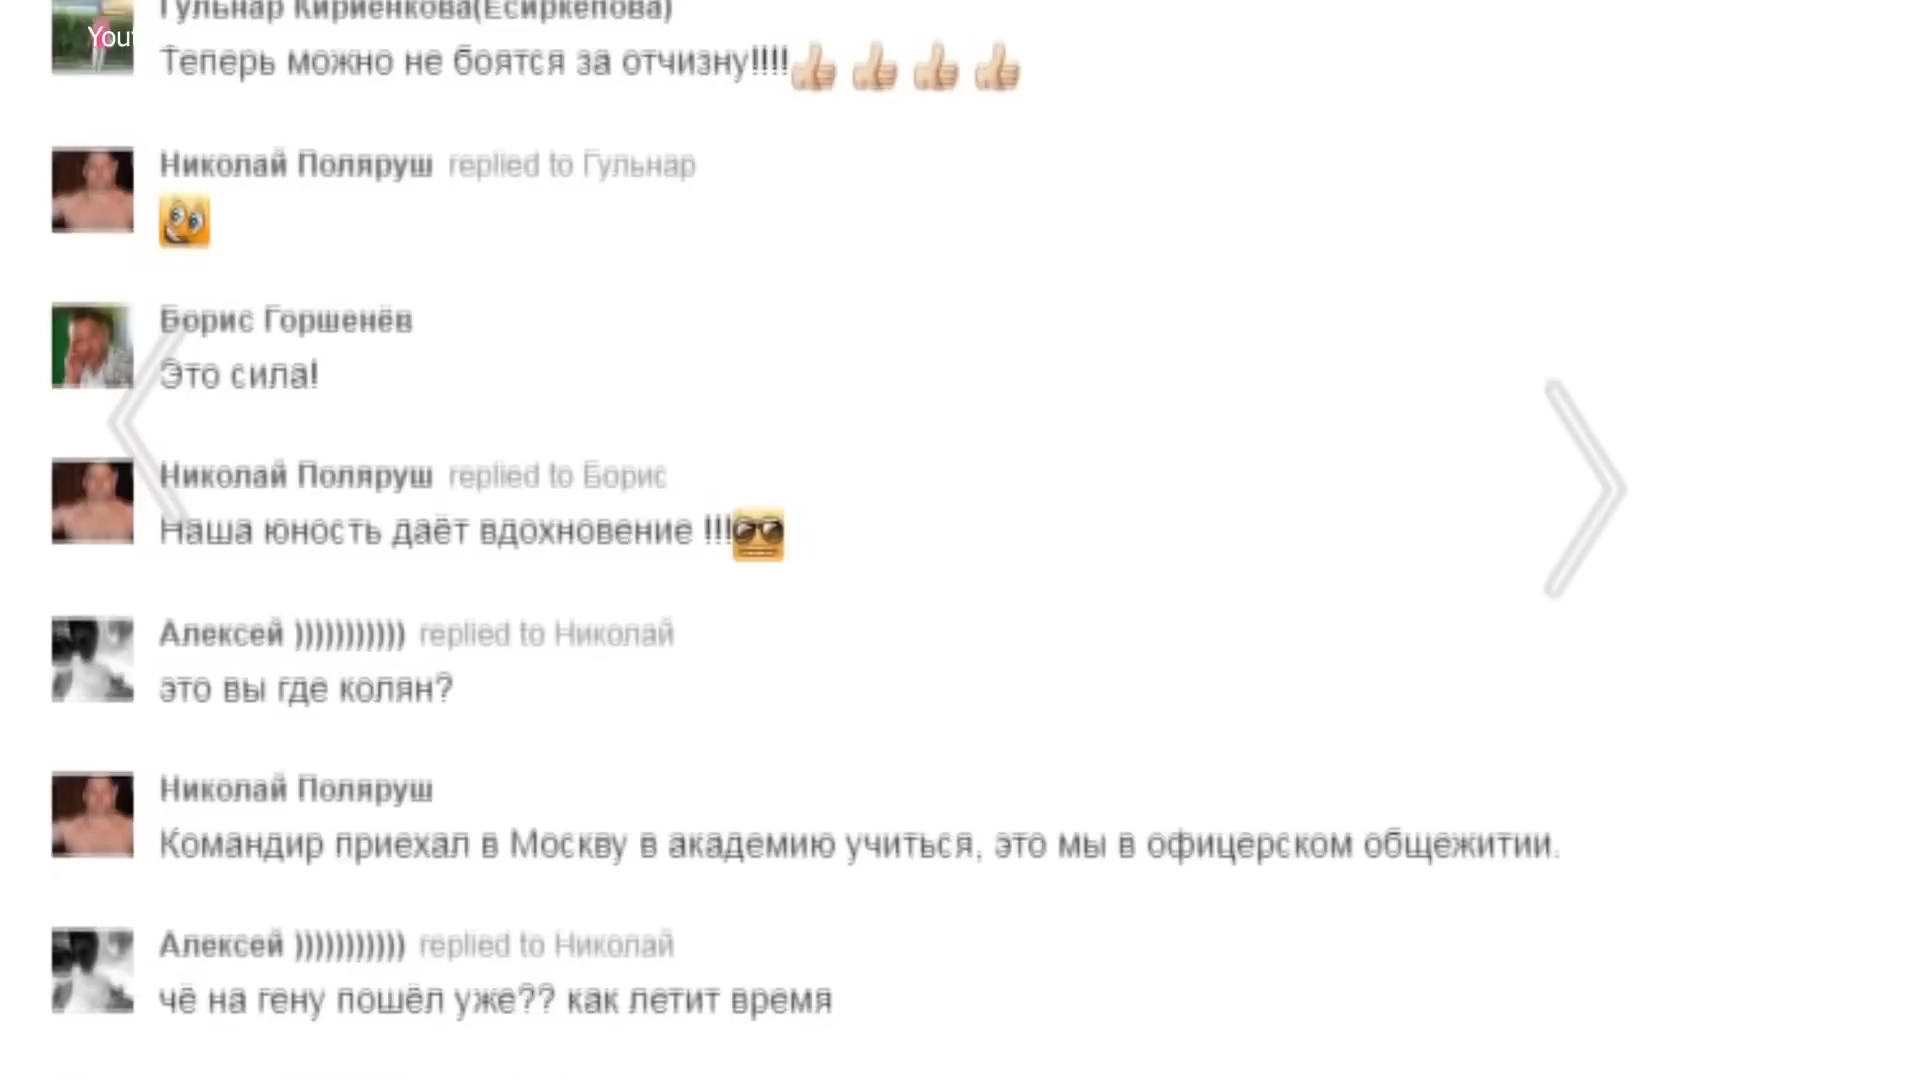 Гульнар Кириенкова(Есиркепова)
Теперь можно не боятся за отчизну!!!!
Николай Поляруш replied to Гульнар
Борис Горшенёв
Это сила!
Николай Поляруш replied to Борис
Наша юность даёт вдохновение !!!
Алексей ))))))))))) replied to Николай
это вы где колян?
Николай Поляруш
Командир приехал в Москву в академию учиться, это мы в офицерском общежитии.
Алексей ))))))))))) replied to Николай
чё на гену пошёл уже?? как летит время